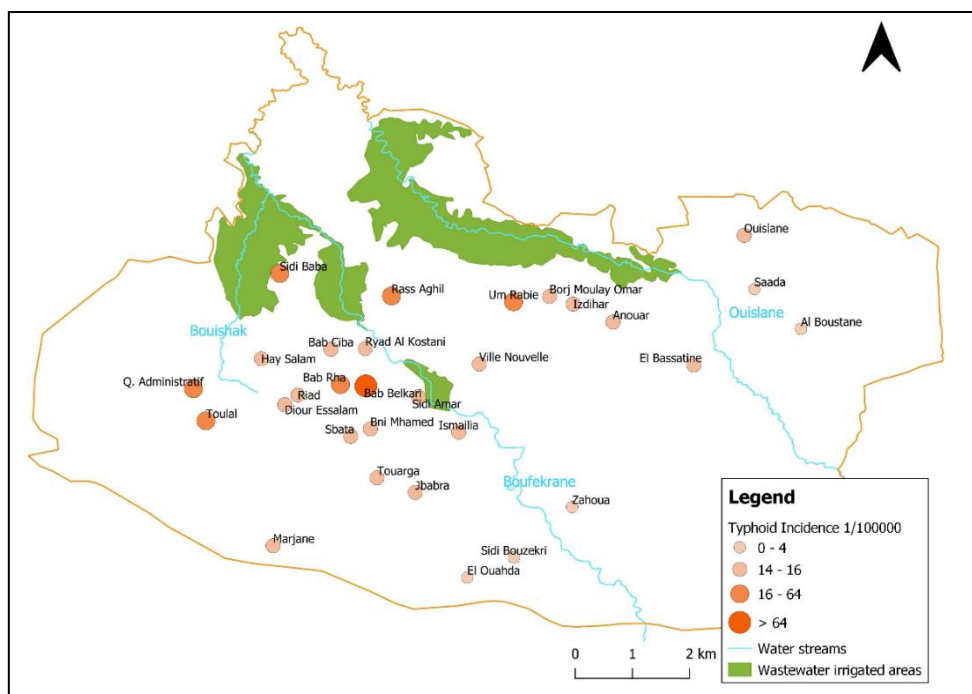 Ouislane
Sidi Baba
Saada
Rass Aghil
Um Rabie
Borj Moulay Omar
Izdihar
Anouar
Ouislane
Al Boustane
Bouishak
Bab Ciba
Ryad Al Kostani
Hay Salam
Ville Nouvelle
El Bassatine
Q. Administratif
Bab Rha
Riad
Bab Belkari
Diour Essalam
Sidi Amar
Toulal
Sbata
Bni Mhamed
Ismailia
Touarga
Jbabra
Boufekrane
Zahoua
Marjane
Sidi Bouzekri
El Ouahda
Legend
Typhoid Incidence 1/100000
0 - 4
14 - 16
16 - 64
> 64
Water streams
Wastewater irrigated areas
0 1 2 km